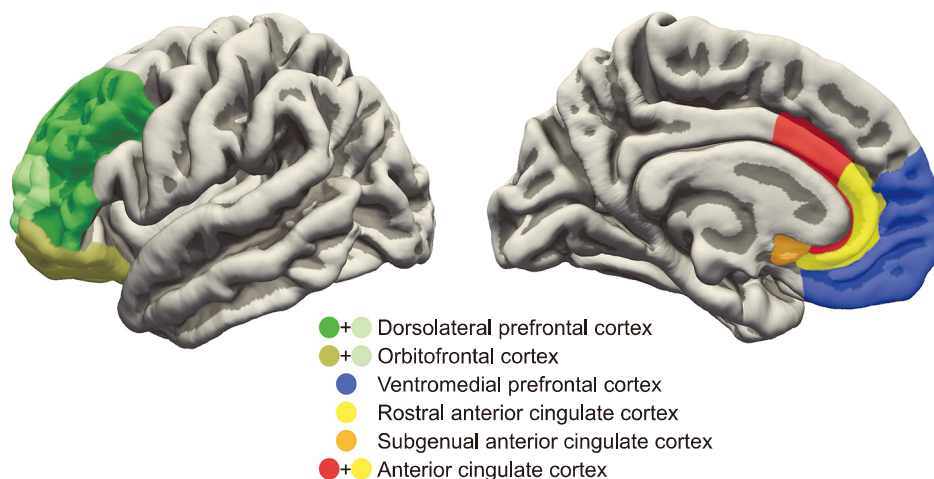 + Dorsolateral prefrontal cortex
+ Orbitofrontal cortex
Ventromedial prefrontal cortex
Rostral anterior cingulate cortex
Subgenual anterior cingulate cortex
+ Anterior cingulate cortex